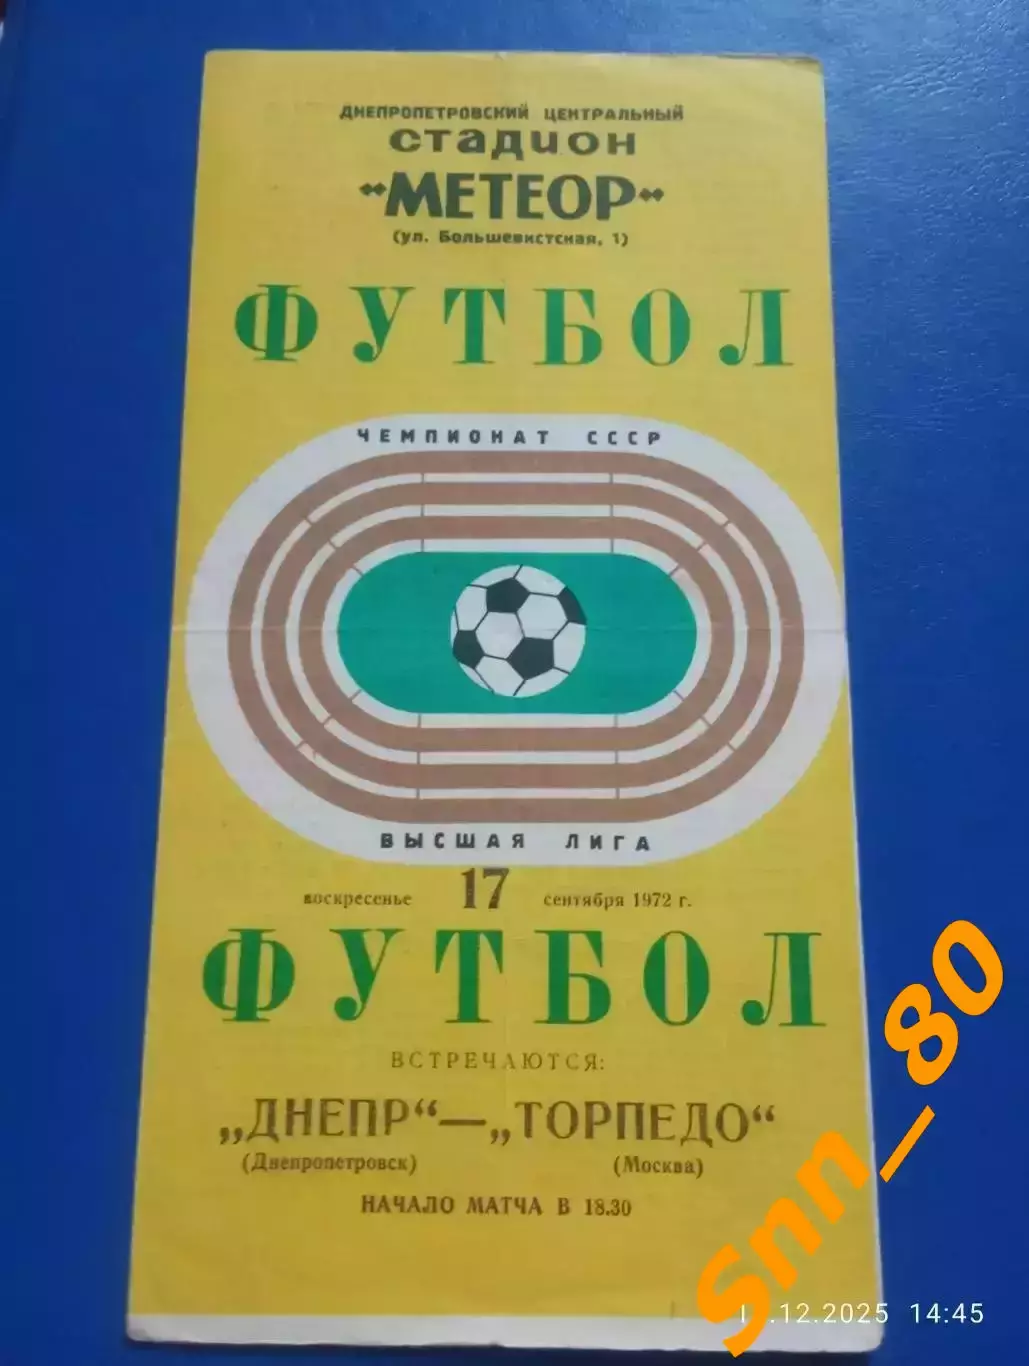 ДНЕПРОПЕТРОВСКИЙ ЦЕНТРАЛЬНЫЙ
СТАДИОН
"МЕТЕОР"
(ул. Большевистская, 1)
ФУТБОЛ
ЧЕМПИОНАТ СССР
ВЫСШАЯ ЛИГА
воскресенье 17 сентября 1972 г.
ФУТБОЛ
ВСТРЕЧАЮТСЯ:
„ДНЕПР“ — „ТОРПЕДО“
(Днепропетровск) (Москва)
НАЧАЛО МАТЧА В 18.30
Snn_80
.12.2025 14:45